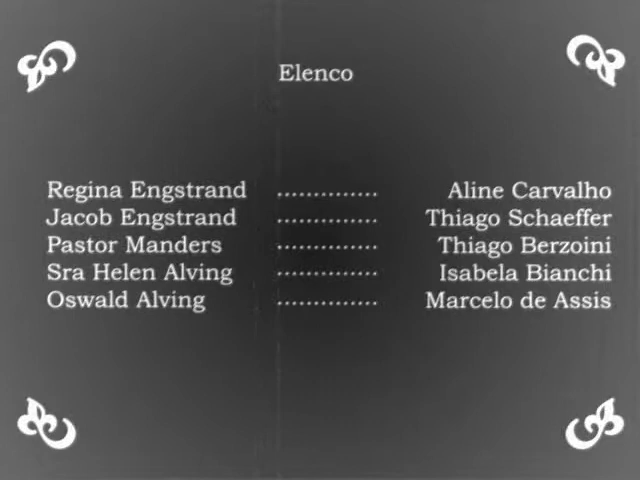 Elenco
Regina Engstrand .............. Aline Carvalho
Jacob Engstrand .............. Thiago Schaeffer
Pastor Manders .............. Thiago Berzoini
Sra Helen Alving .............. Isabela Bianchi
Oswald Alving .............. Marcelo de Assis